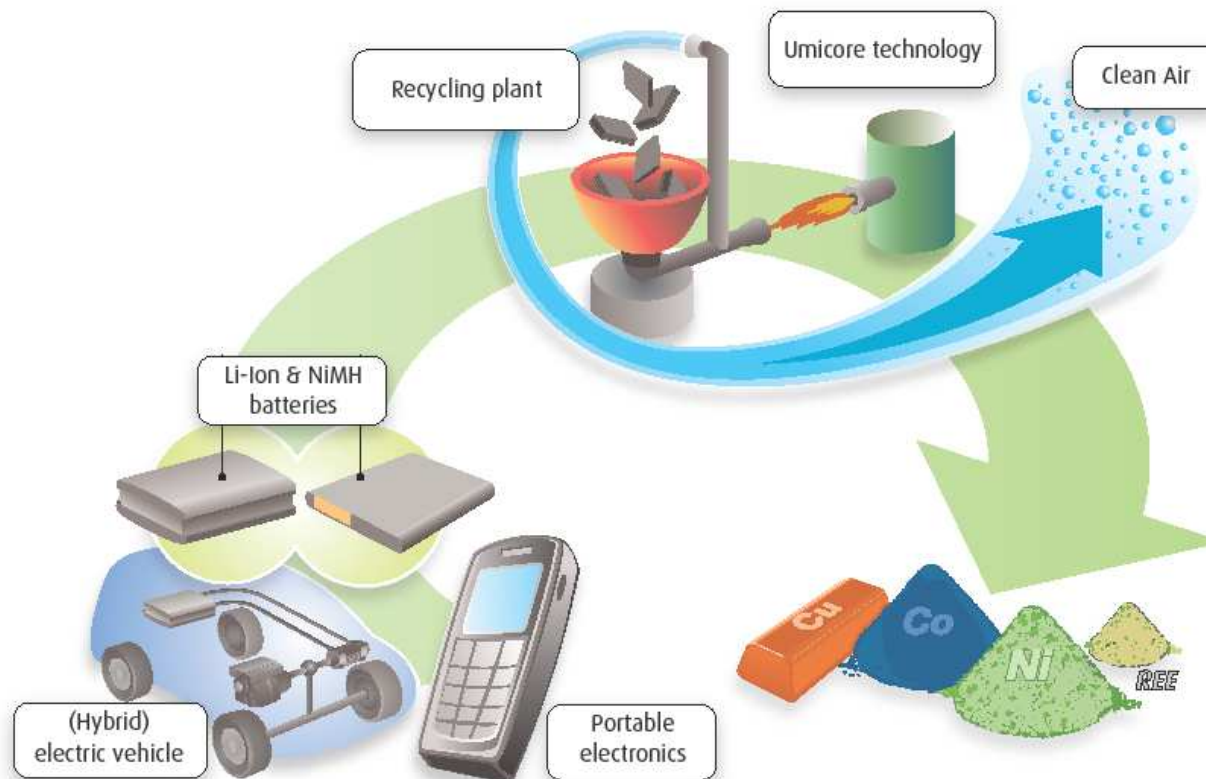 Umicore technology
Recycling plant
Clean Air
Li-Ion & NiMH
batteries
Cu
Co
Ni
REE
(Hybrid)
electric vehicle
Portable
electronics